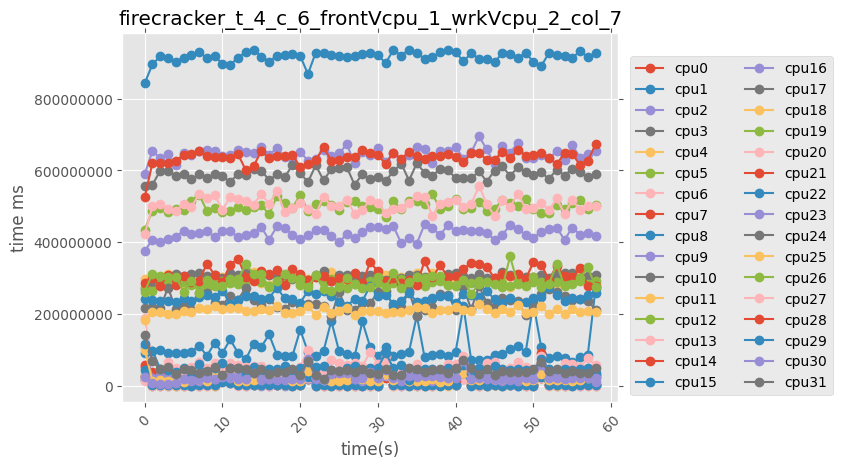 firecracker_t_4_c_6_frontVcpu_1_wrkVcpu_2_col_7
time ms
800000000
600000000
400000000
200000000
0
0
10
20
30
40
50
60
time(s)
cpu0
cpu1
cpu2
cpu3
cpu4
cpu5
cpu6
cpu7
cpu8
cpu9
cpu10
cpu11
cpu12
cpu13
cpu14
cpu15
cpu16
cpu17
cpu18
cpu19
cpu20
cpu21
cpu22
cpu23
cpu24
cpu25
cpu26
cpu27
cpu28
cpu29
cpu30
cpu31